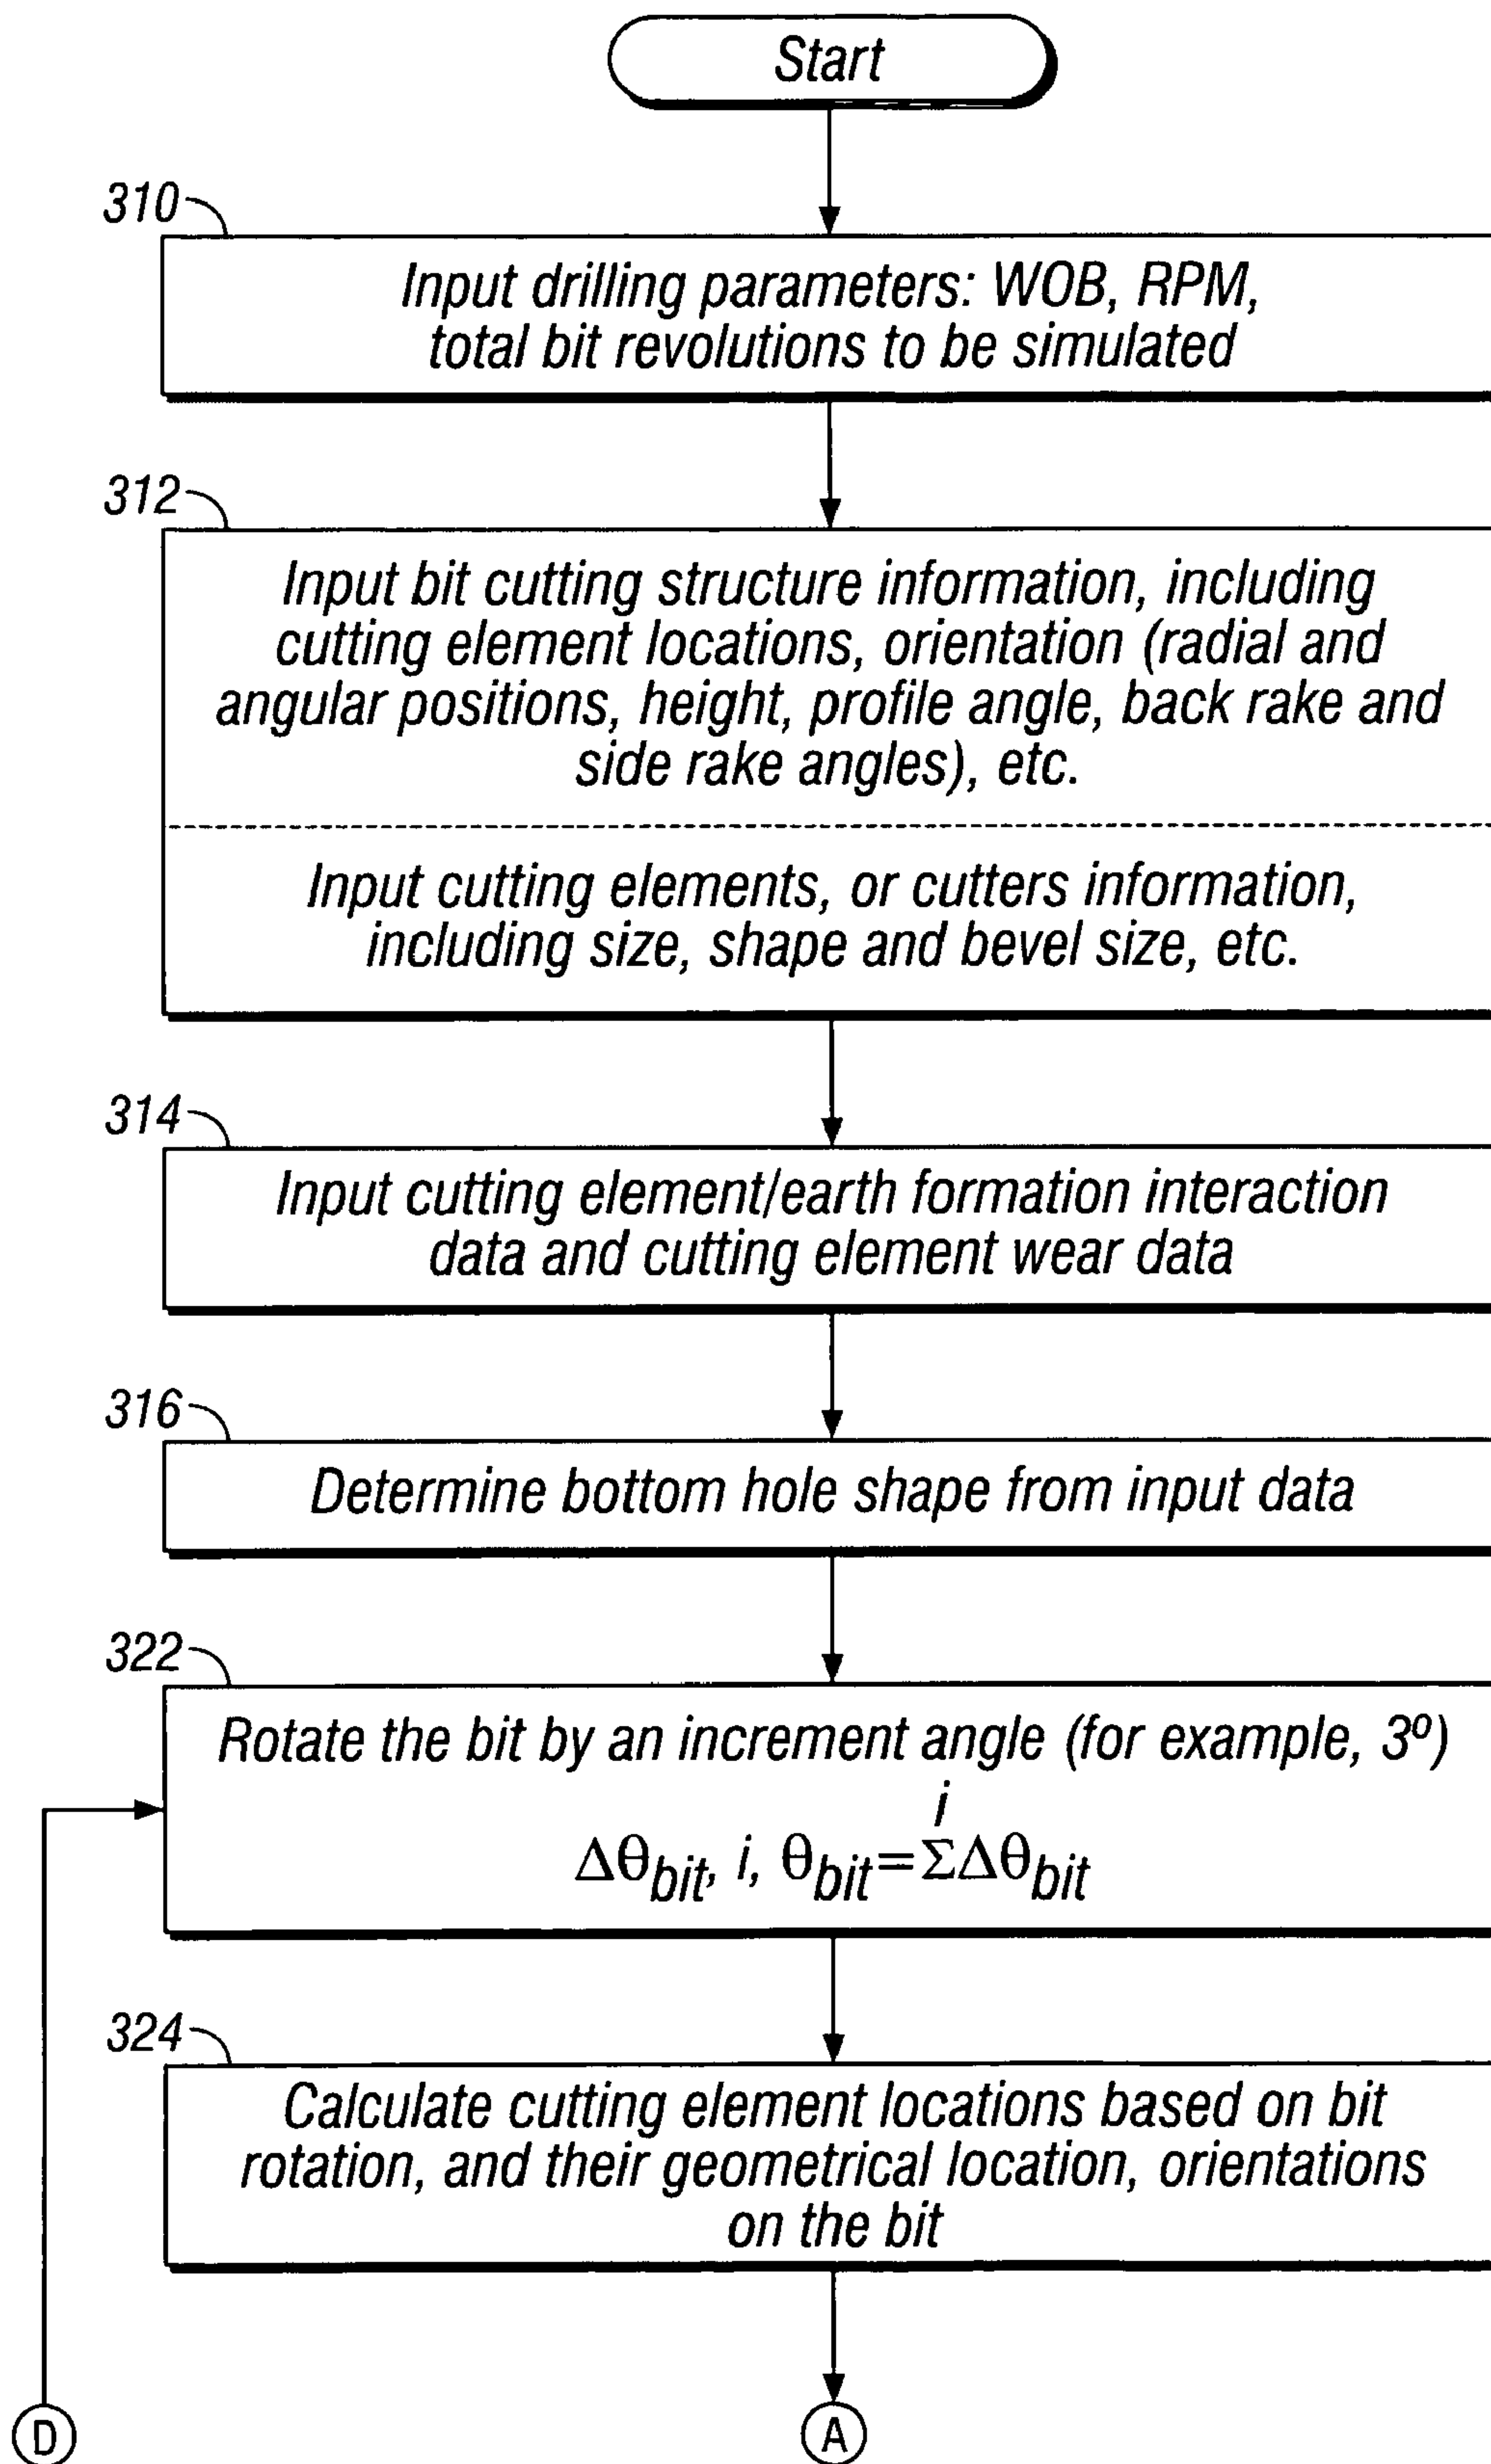 Start
310
Input drilling parameters: WOB, RPM,
total bit revolutions to be simulated
312
Input bit cutting structure information, including
cutting element locations, orientation (radial and
angular positions, height, profile angle, back rake and
side rake angles), etc.
Input cutting elements, or cutters information,
including size, shape and bevel size, etc.
314
Input cutting element/earth formation interaction
data and cutting element wear data
316
Determine bottom hole shape from input data
322
Rotate the bit by an increment angle (for example, 3º)
i
Δθbit, i, θbit=ΣΔθbit
324
Calculate cutting element locations based on bit
rotation, and their geometrical location, orientations
on the bit
D
A